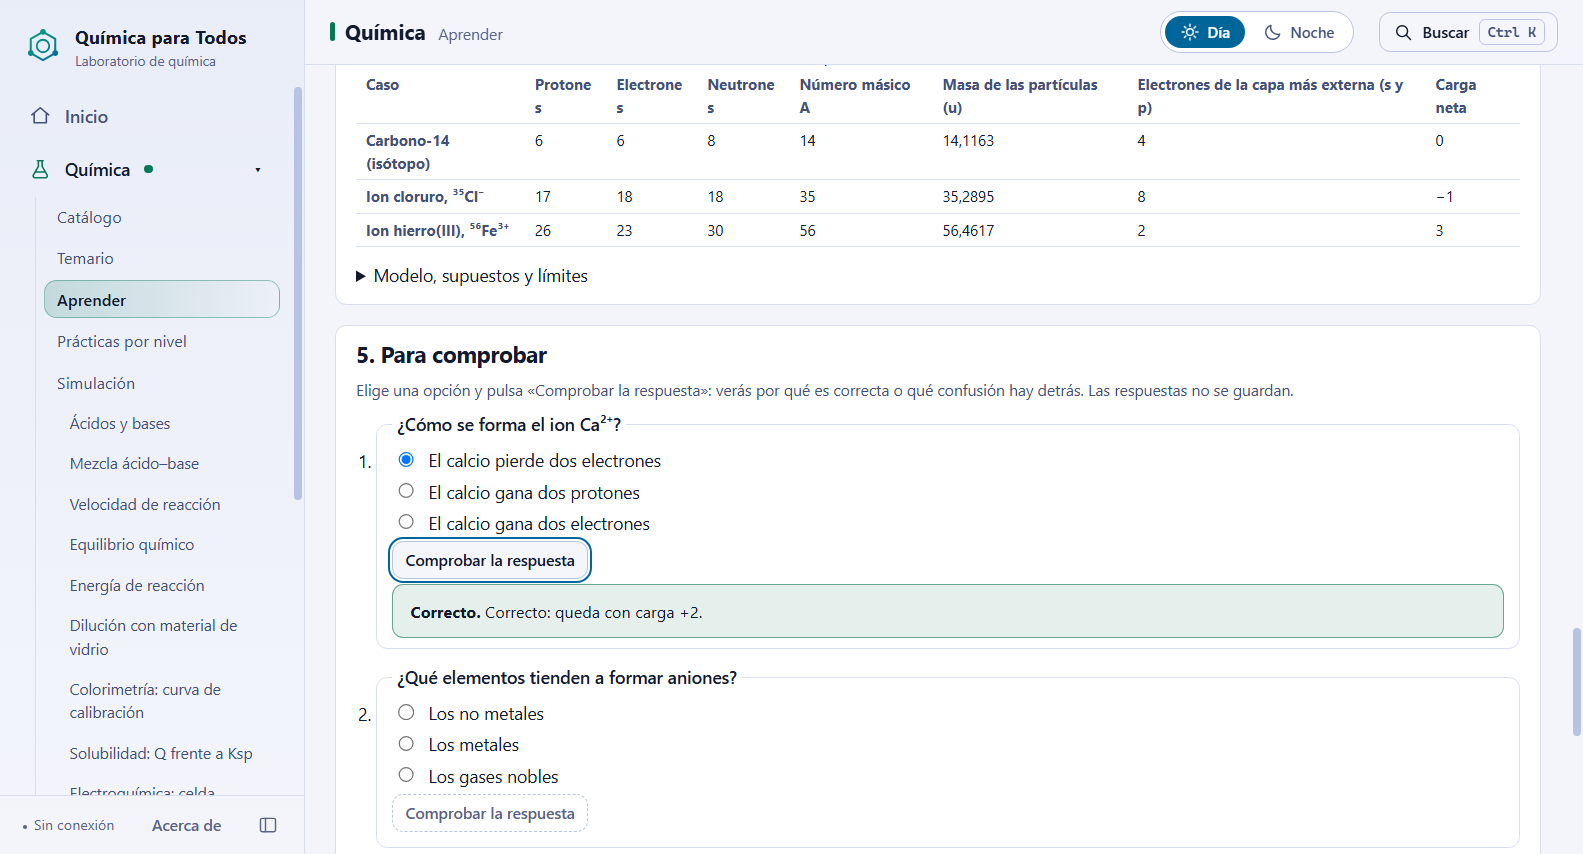 Química para Todos
Laboratorio de química
Inicio
Química
Catálogo
Temario
Aprender
Prácticas por nivel
Simulación
Ácidos y bases
Mezcla ácido–base
Velocidad de reacción
Equilibrio químico
Energía de reacción
Dilución con material de
vidrio
Colorimetría: curva de
calibración
Solubilidad: Q frente a Ksp
Electroquímica: celda
Sin conexión Acerca de
Química Aprender
Día Noche Buscar Ctrl K
Caso Protone Electrone Neutrone Número másico Masa de las partículas Electrones de la capa más externa (s y Carga
s s s A (u) p) neta
Carbono-14 6 6 8 14 14,1163 4 0
(isótopo)
Ion cloruro, ³⁵Cl⁻ 17 18 18 35 35,2895 8 −1
Ion hierro(III), ⁵⁶Fe³⁺ 26 23 30 56 56,4617 2 3
Modelo, supuestos y límites
5. Para comprobar
Elige una opción y pulsa «Comprobar la respuesta»: verás por qué es correcta o qué confusión hay detrás. Las respuestas no se guardan.
¿Cómo se forma el ion Ca²⁺?
1. El calcio pierde dos electrones
El calcio gana dos protones
El calcio gana dos electrones
Comprobar la respuesta
Correcto. Correcto: queda con carga +2.
¿Qué elementos tienden a formar aniones?
2. Los no metales
Los metales
Los gases nobles
Comprobar la respuesta